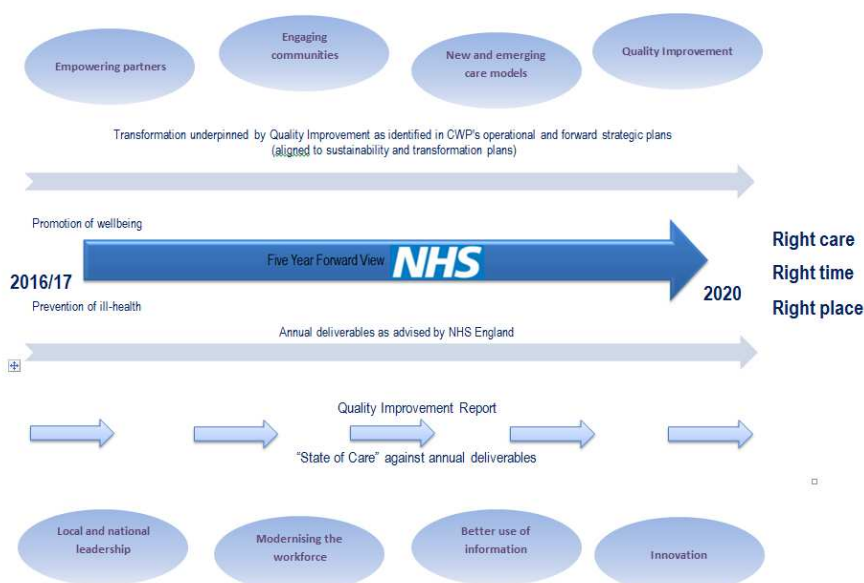 Empowering partners
Engaging
communities
New and emerging
care models
Quality Improvement
Transformation underpinned by Quality Improvement as identified in CWP's operational and forward strategic plans
(aligned to sustainability and transformation plans)
Promotion of wellbeing
Five Year Forward View NHS
2016/17
2020
Prevention of ill-health
Right care
Right time
Right place
Annual deliverables as advised by NHS England
Quality Improvement Report
"State of Care" against annual deliverables
Local and national
leadership
Modernising the
workforce
Better use of
information
Innovation